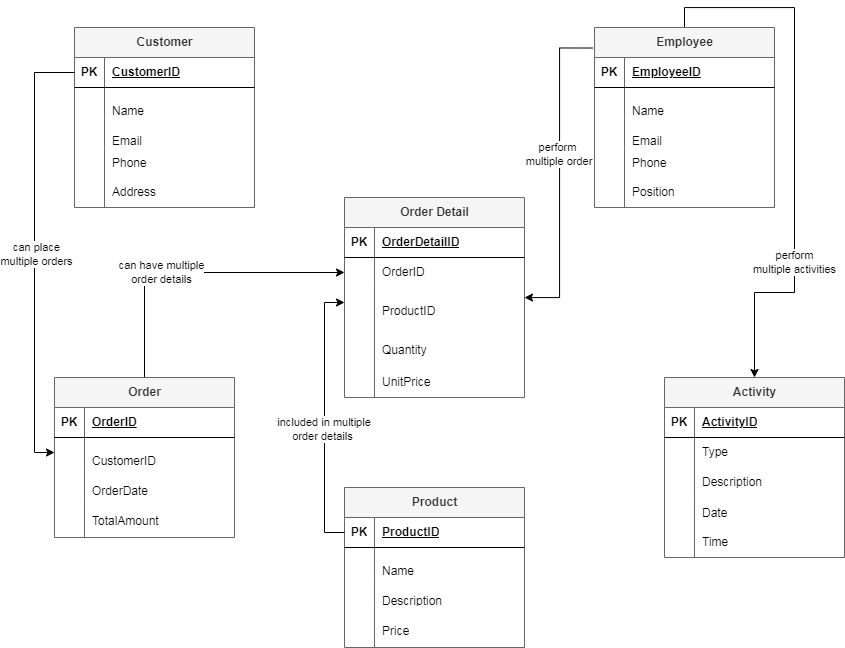 Customer
PK CustomerID
Name
Email
Phone
Address
Employee
PK EmployeeID
Name
Email
Phone
Position
perform
multiple order
can place
multiple orders
can have multiple
order details
Order Detail
PK OrderDetailID
OrderID
ProductID
Quantity
UnitPrice
perform
multiple activities
Order
PK OrderID
CustomerID
OrderDate
TotalAmount
included in multiple
order details
Activity
PK ActivityID
Type
Description
Date
Time
Product
PK ProductID
Name
Description
Price